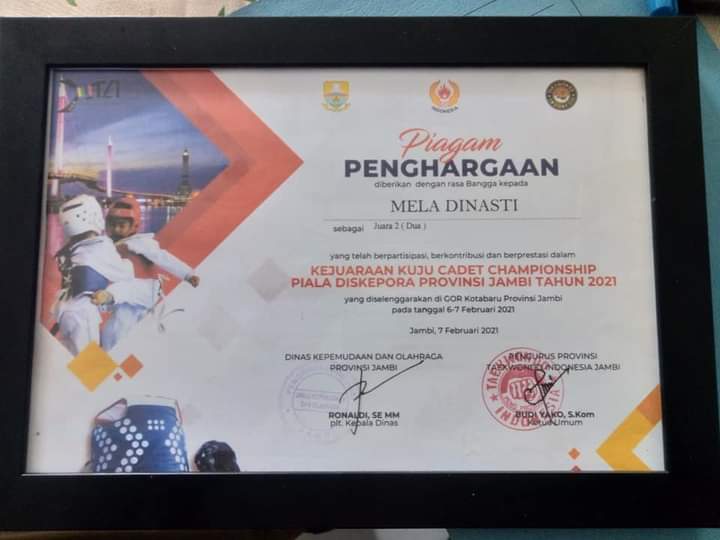 INDONESIA
Piagam
PENGHARGAAN
diberikan dengan rasa Bangga kepada
MELA DINASTI
sebagai Juara 2 ( Dua )
yang telah berpartisipasi, berkontribusi dan berprestasi dalam
KEJUARAAN KUJU CADET CHAMPIONSHIP
PIALA DISKEPORA PROVINSI JAMBI TAHUN 2021
yang diselenggarakan di GOR Kotabaru Provinsi Jambi
pada tanggal 6-7 Februari 2021
Jambi, 7 Februari 2021
DINAS KEPEMUDAAN DAN OLAHRAGA
PROVINSI JAMBI
RONALDI, SE MM
plt. Kepala Dinas
PENGURUS PROVINSI
TAEKWONDO INDONESIA JAMBI
TAEKWONDO
INDONESIA
BUDI YAKO, S.Kom
Ketua Umum